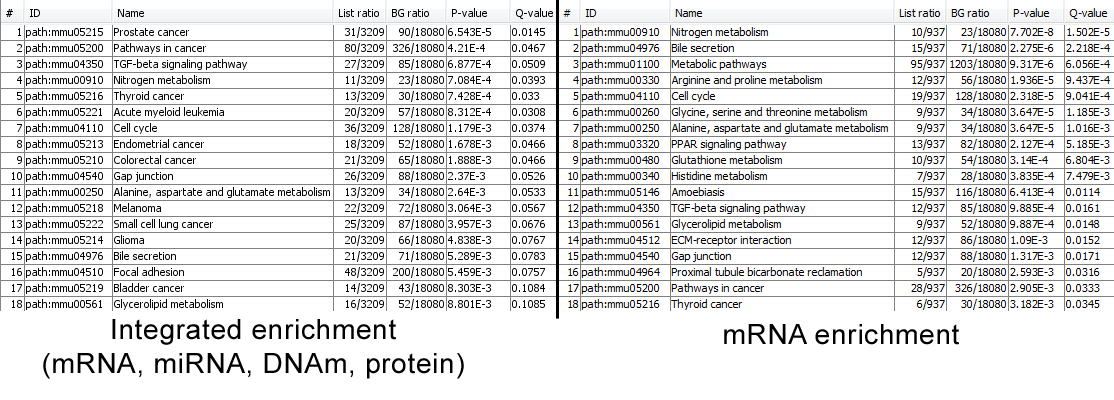 # ID Name List ratio BG ratio P-value Q-value
1 path:mmu05215 Prostate cancer 31/3209 90/18080 6.543E-5 0.0145
2 path:mmu05200 Pathways in cancer 80/3209 326/18080 4.21E-4 0.0467
3 path:mmu04350 TGF-beta signaling pathway 27/3209 85/18080 6.877E-4 0.0509
4 path:mmu00910 Nitrogen metabolism 11/3209 23/18080 7.084E-4 0.0393
5 path:mmu05216 Thyroid cancer 13/3209 30/18080 7.428E-4 0.033
6 path:mmu05221 Acute myeloid leukemia 20/3209 57/18080 8.312E-4 0.0308
7 path:mmu04110 Cell cycle 36/3209 128/18080 1.179E-3 0.0374
8 path:mmu05213 Endometrial cancer 18/3209 52/18080 1.678E-3 0.0466
9 path:mmu05210 Colorectal cancer 21/3209 65/18080 1.888E-3 0.0466
10 path:mmu04540 Gap junction 26/3209 88/18080 2.37E-3 0.0526
11 path:mmu00250 Alanine, aspartate and glutamate metabolism 13/3209 34/18080 2.64E-3 0.0533
12 path:mmu05218 Melanoma 22/3209 72/18080 3.064E-3 0.0567
13 path:mmu05222 Small cell lung cancer 25/3209 87/18080 3.957E-3 0.0676
14 path:mmu05214 Glioma 20/3209 66/18080 4.838E-3 0.0767
15 path:mmu04976 Bile secretion 21/3209 71/18080 5.289E-3 0.0783
16 path:mmu04510 Focal adhesion 48/3209 200/18080 5.459E-3 0.0757
17 path:mmu05219 Bladder cancer 14/3209 43/18080 8.303E-3 0.1084
18 path:mmu00561 Glycerolipid metabolism 16/3209 52/18080 8.801E-3 0.1085
Integrated enrichment
(mRNA, miRNA, DNAm, protein)
# ID Name List ratio BG ratio P-value Q-value
1 path:mmu00910 Nitrogen metabolism 10/937 23/18080 7.702E-8 1.502E-5
2 path:mmu04976 Bile secretion 15/937 71/18080 2.275E-6 2.218E-4
3 path:mmu01100 Metabolic pathways 95/937 1203/18080 9.317E-6 6.056E-4
4 path:mmu00330 Arginine and proline metabolism 12/937 56/18080 1.936E-5 9.437E-4
5 path:mmu04110 Cell cycle 19/937 128/18080 2.318E-5 9.041E-4
6 path:mmu00260 Glycine, serine and threonine metabolism 9/937 34/18080 3.647E-5 1.185E-3
7 path:mmu00250 Alanine, aspartate and glutamate metabolism 9/937 34/18080 3.647E-5 1.016E-3
8 path:mmu03320 PPAR signaling pathway 13/937 82/18080 2.127E-4 5.185E-3
9 path:mmu00480 Glutathione metabolism 10/937 54/18080 3.14E-4 6.804E-3
10 path:mmu00340 Histidine metabolism 7/937 28/18080 3.835E-4 7.479E-3
11 path:mmu05146 Amoebiasis 15/937 116/18080 6.413E-4 0.0114
12 path:mmu04350 TGF-beta signaling pathway 12/937 85/18080 9.885E-4 0.0161
13 path:mmu00561 Glycerolipid metabolism 9/937 52/18080 9.887E-4 0.0148
14 path:mmu04512 ECM-receptor interaction 12/937 86/18080 1.09E-3 0.0152
15 path:mmu04540 Gap junction 12/937 88/18080 1.317E-3 0.0171
16 path:mmu04964 Proximal tubule bicarbonate reclamation 5/937 20/18080 2.593E-3 0.0316
17 path:mmu05200 Pathways in cancer 28/937 326/18080 2.905E-3 0.0333
18 path:mmu05216 Thyroid cancer 6/937 30/18080 3.182E-3 0.0345
mRNA enrichment